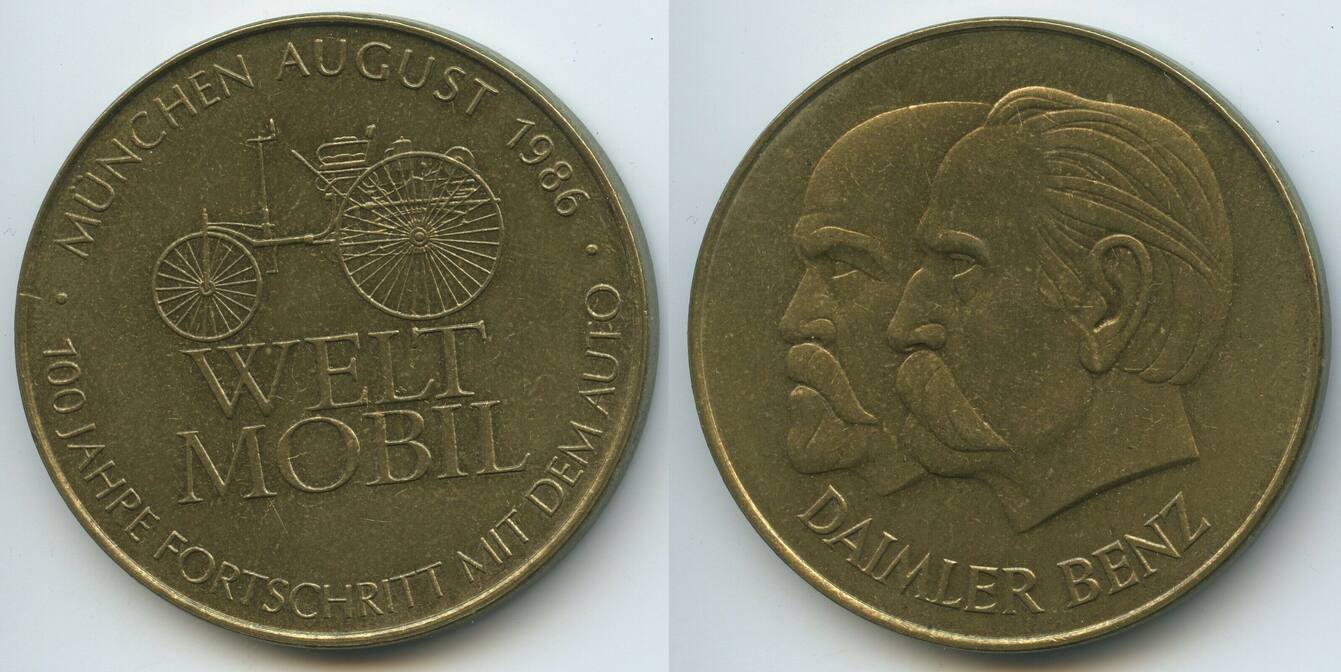 MÜNCHEN AUGUST 1986
WELT
MOBIL
100 JAHRE FORTSCHRITT MIT DEM AUTO
DAIMLER BENZ